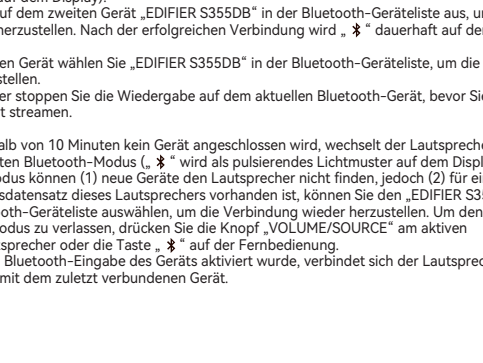 uf dem zweiten Gerät „EDIFIER S355DB“ in der Bluetooth-Geräteliste aus, u
herzustellen. Nach der erfolgreichen Verbindung wird „ “ dauerhaft auf de
en Gerät wählen Sie „EDIFIER S355DB“ in der Bluetooth-Geräteliste, um die
stellen.
er stoppen Sie die Wiedergabe auf dem aktuellen Bluetooth-Gerät, bevor Si
t streamen.
alb von 10 Minuten kein Gerät angeschlossen wird, wechselt der Lautspreche
ten Bluetooth-Modus („ “ wird als pulsierendes Lichtmuster auf dem Displ
odus können (1) neue Geräte den Lautsprecher nicht finden, jedoch (2) für ei
sdatensatz dieses Lautsprechers vorhanden ist, können Sie den „EDIFIER S3
oth-Geräteliste auswählen, um die Verbindung wieder herzustellen. Um den
odus zu verlassen, drücken Sie die Knopf „VOLUME/SOURCE“ am aktiven
tsprecher oder die Taste „ “ auf der Fernbedienung.
Bluetooth-Eingabe des Geräts aktiviert wurde, verbindet sich der Lautsprec
mit dem zuletzt verbundenen Gerät.